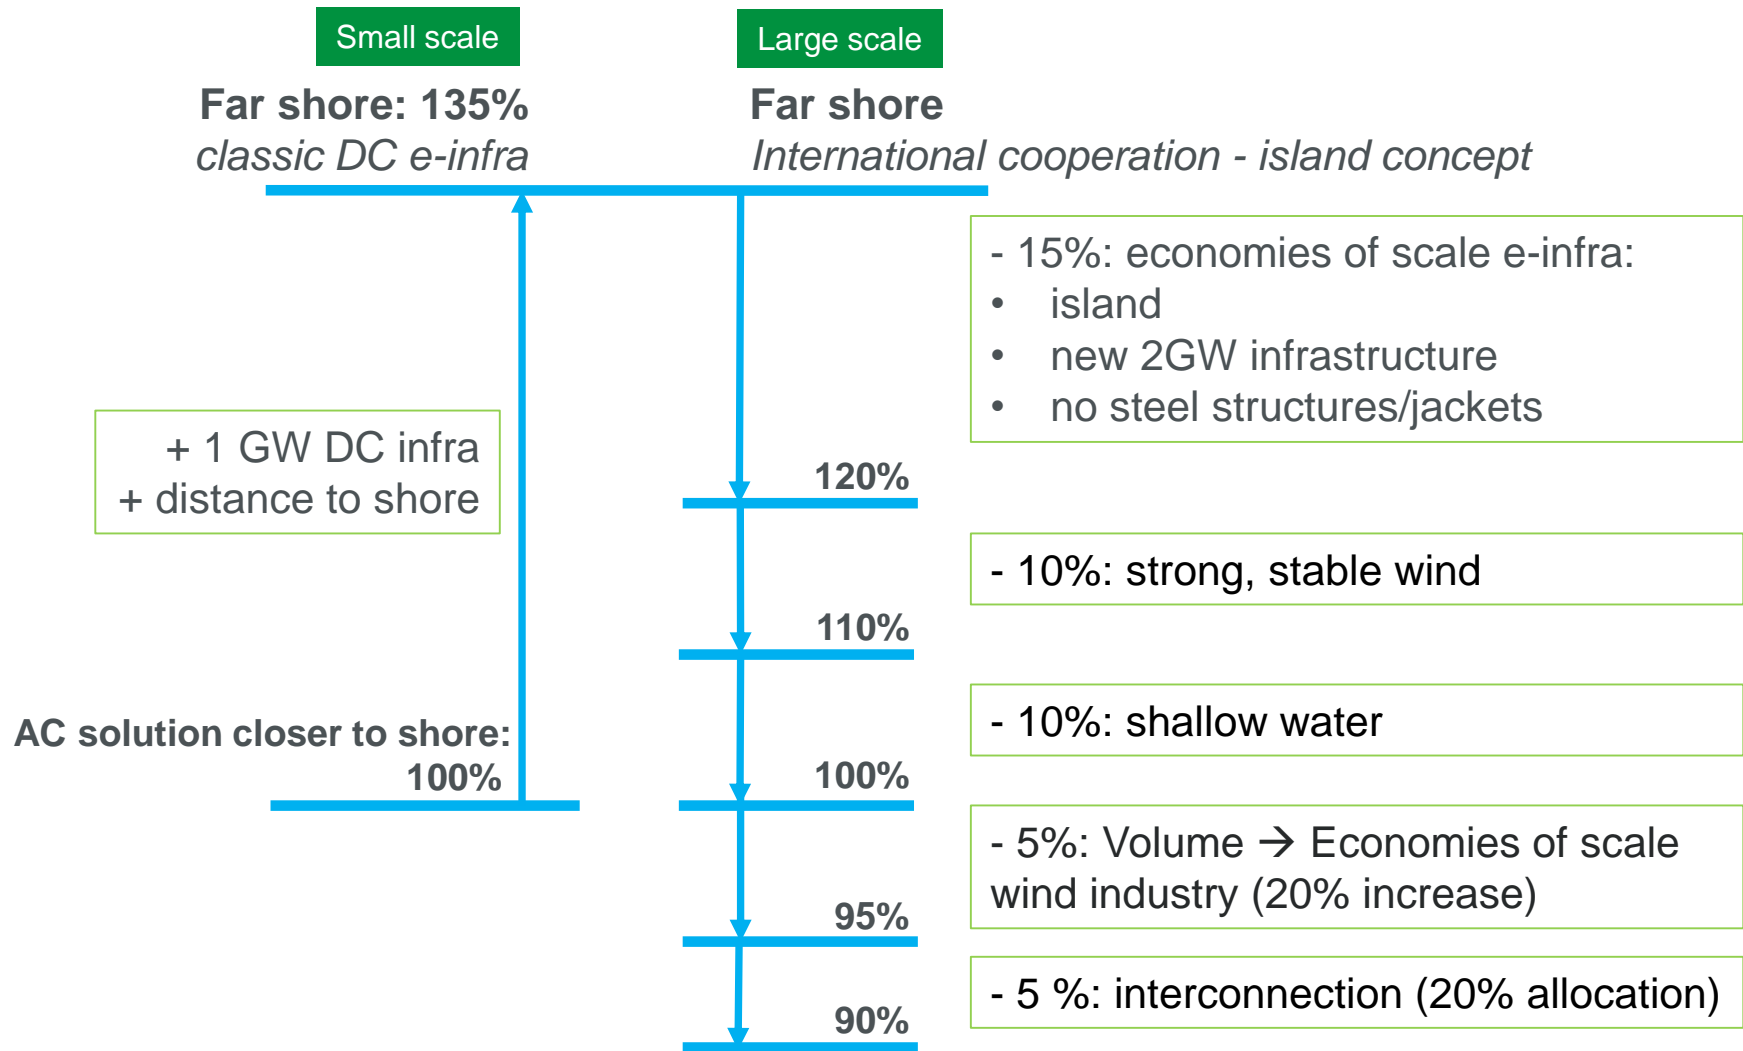 Small scale
Large scale
Far shore: 135%
classic DC e-infra
Far shore
International cooperation - island concept
- 15%: economies of scale e-infra:
• island
• new 2GW infrastructure
• no steel structures/jackets
+ 1 GW DC infra
+ distance to shore
120%
- 10%: strong, stable wind
110%
- 10%: shallow water
AC solution closer to shore:
100%
100%
- 5%: Volume → Economies of scale
wind industry (20% increase)
95%
- 5 %: interconnection (20% allocation)
90%